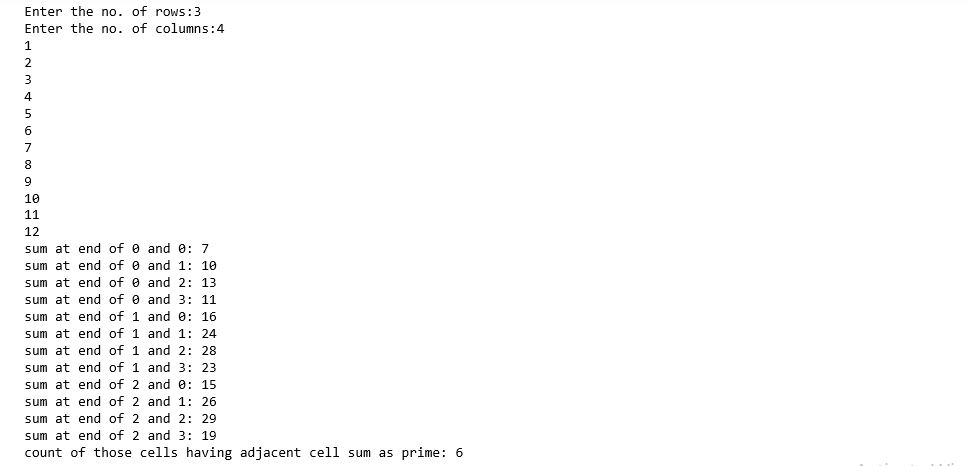 Enter the no. of rows:3
Enter the no. of columns:4
1
2
3
4
5
6
7
8
9
10
11
12
sum at end of 0 and 0: 7
sum at end of 0 and 1: 10
sum at end of 0 and 2: 13
sum at end of 0 and 3: 11
sum at end of 1 and 0: 16
sum at end of 1 and 1: 24
sum at end of 1 and 2: 28
sum at end of 1 and 3: 23
sum at end of 2 and 0: 15
sum at end of 2 and 1: 26
sum at end of 2 and 2: 29
sum at end of 2 and 3: 19
count of those cells having adjacent cell sum as prime: 6